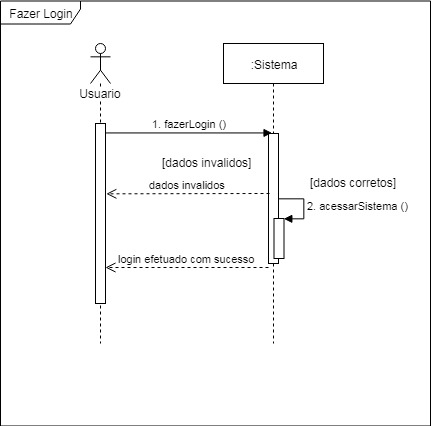 Fazer Login
:Sistema
Usuario
1. fazerLogin ()
[dados invalidos]
dados invalidos
[dados corretos]
2. acessarSistema ()
login efetuado com sucesso